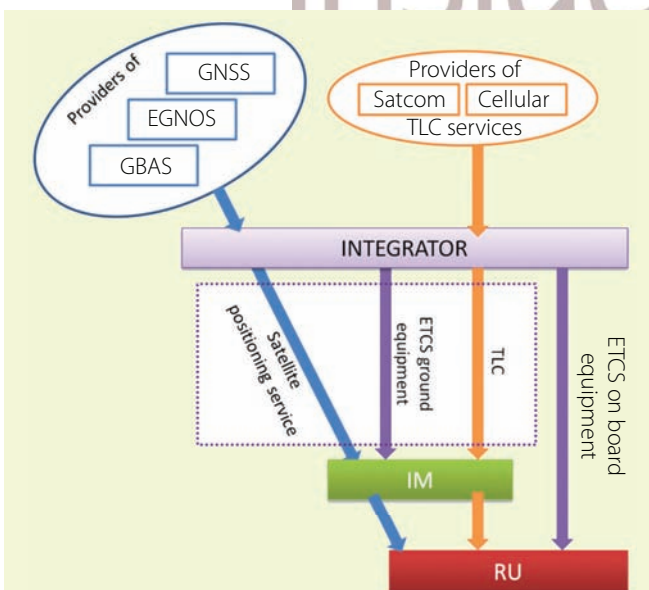 Providers of
GNSS
EGNOS
GBAS
Providers of
Satcom Cellular
TLC services
INTEGRATOR
Satellite
positioning service
ETCS ground
equipment
TLC
ETCS on board
equipment
IM
RU